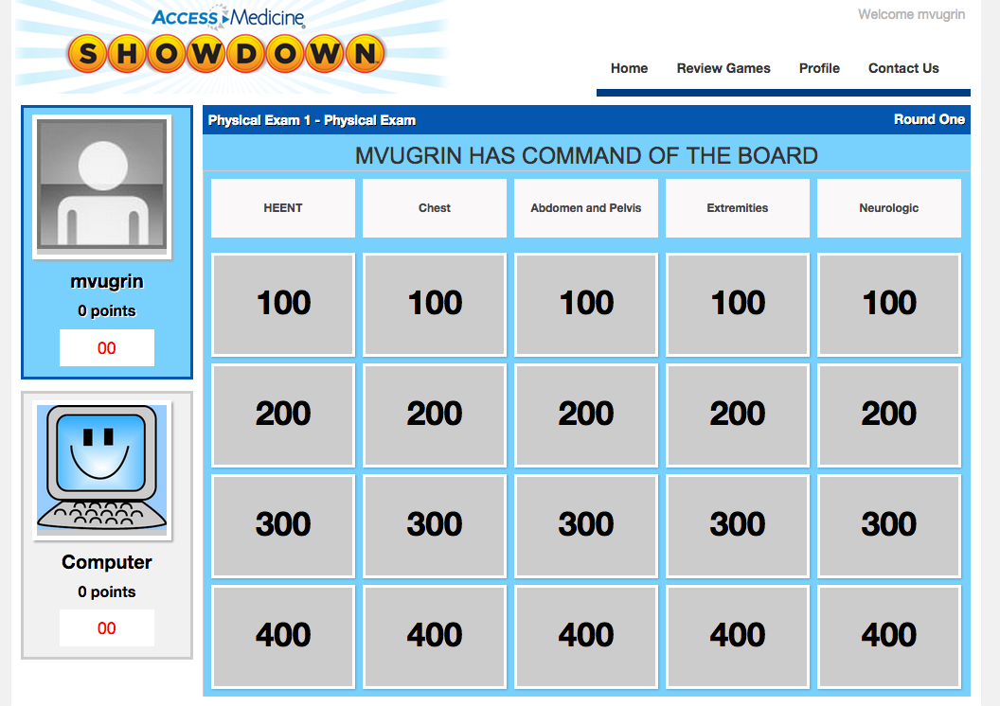 ACCESS Medicine
SHOWDOWN
Welcome mvugrin
Home Review Games Profile Contact Us
mvugrin
0 points
00
Computer
0 points
00
Physical Exam 1 - Physical Exam Round One
MVUGRIN HAS COMMAND OF THE BOARD
HEENT Chest Abdomen and Pelvis Extremities Neurologic
100 100 100 100 100
200 200 200 200 200
300 300 300 300 300
400 400 400 400 400